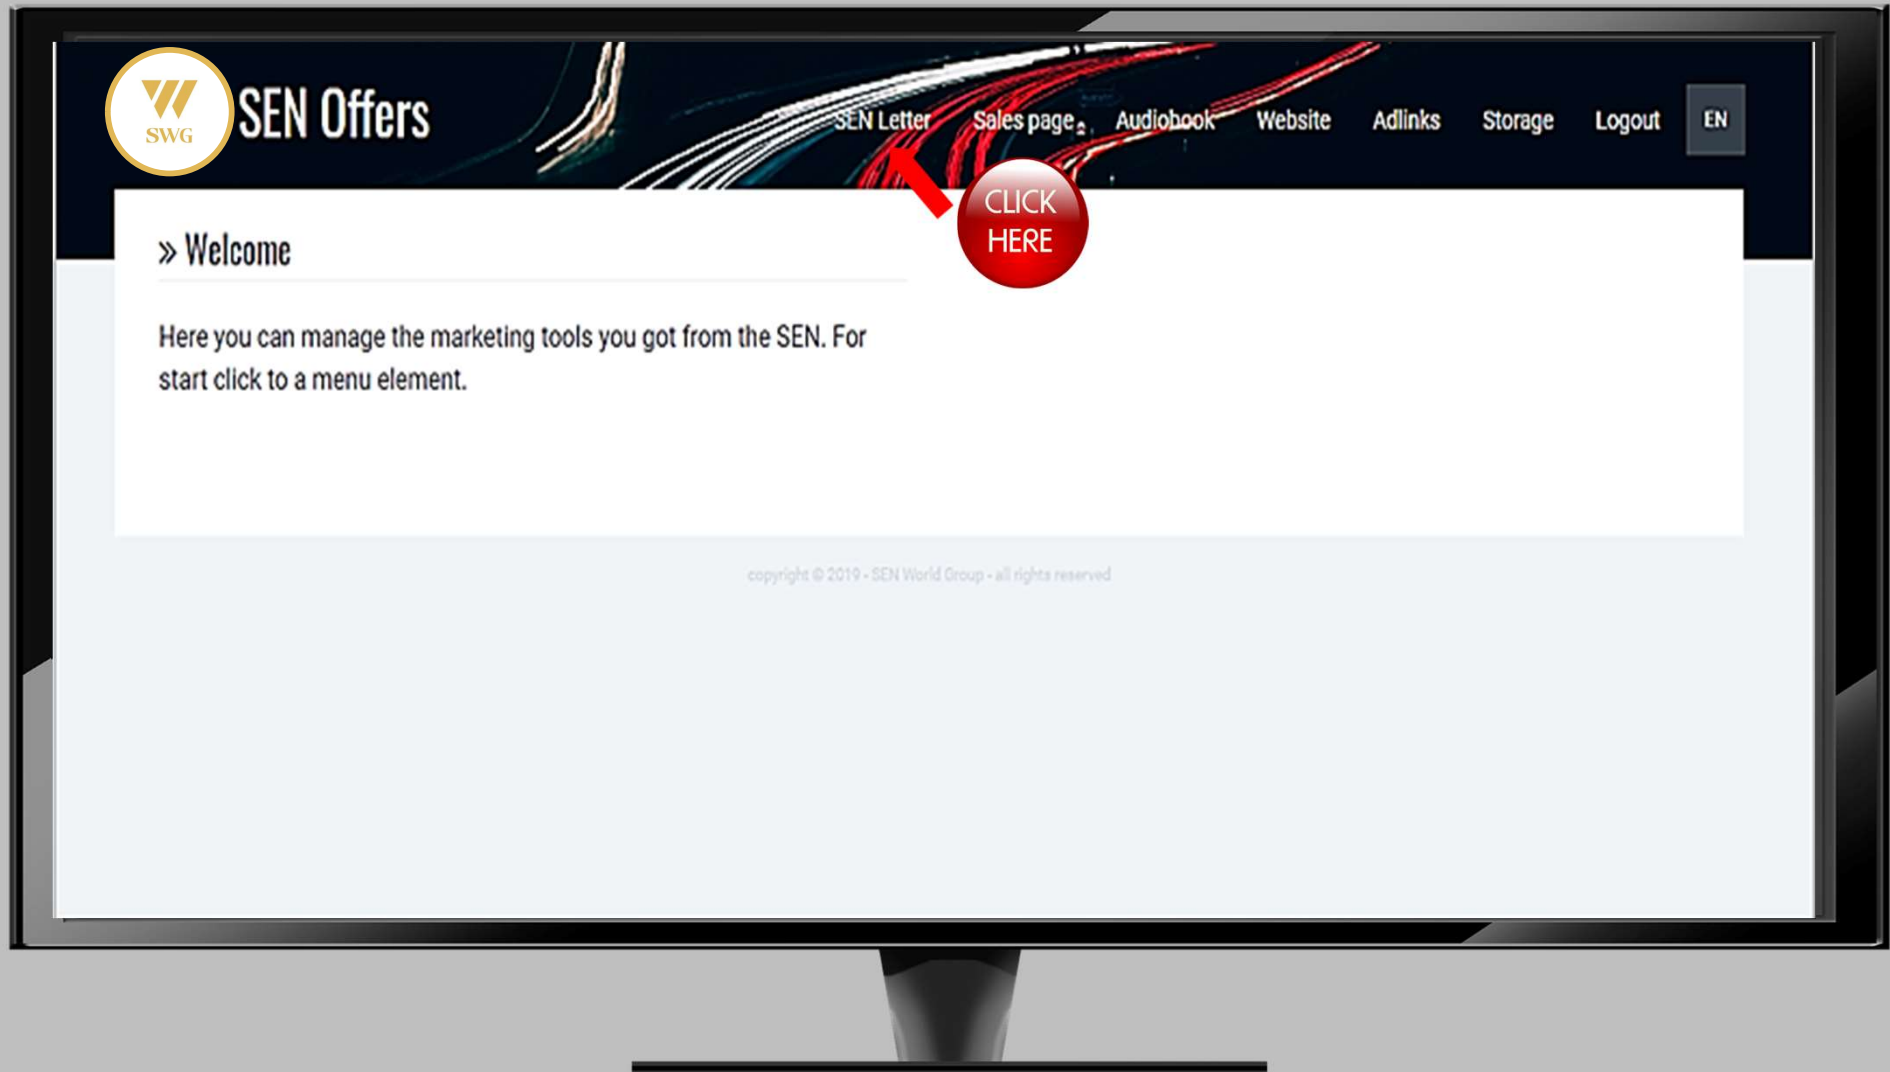 SWG
SEN Offers
SEN Letter
Sales page
Audiobook
Website
Adlinks
Storage
Logout
EN
CLICK
HERE
» Welcome
Here you can manage the marketing tools you got from the SEN. For
start click to a menu element.
copyright © 2019 - SEN World Group - all rights reserved